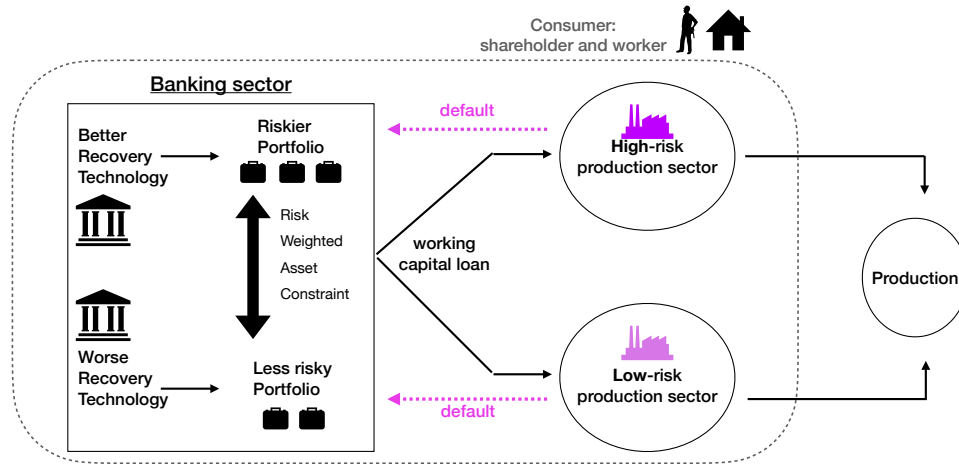 Consumer:
shareholder and worker
Banking sector
Better
Recovery
Technology
Riskier
Portfolio
Risk
Weighted
Asset
Constraint
Worse
Recovery
Technology
Less risky
Portfolio
default
working
capital loan
default
High-risk
production sector
Low-risk
production sector
Production